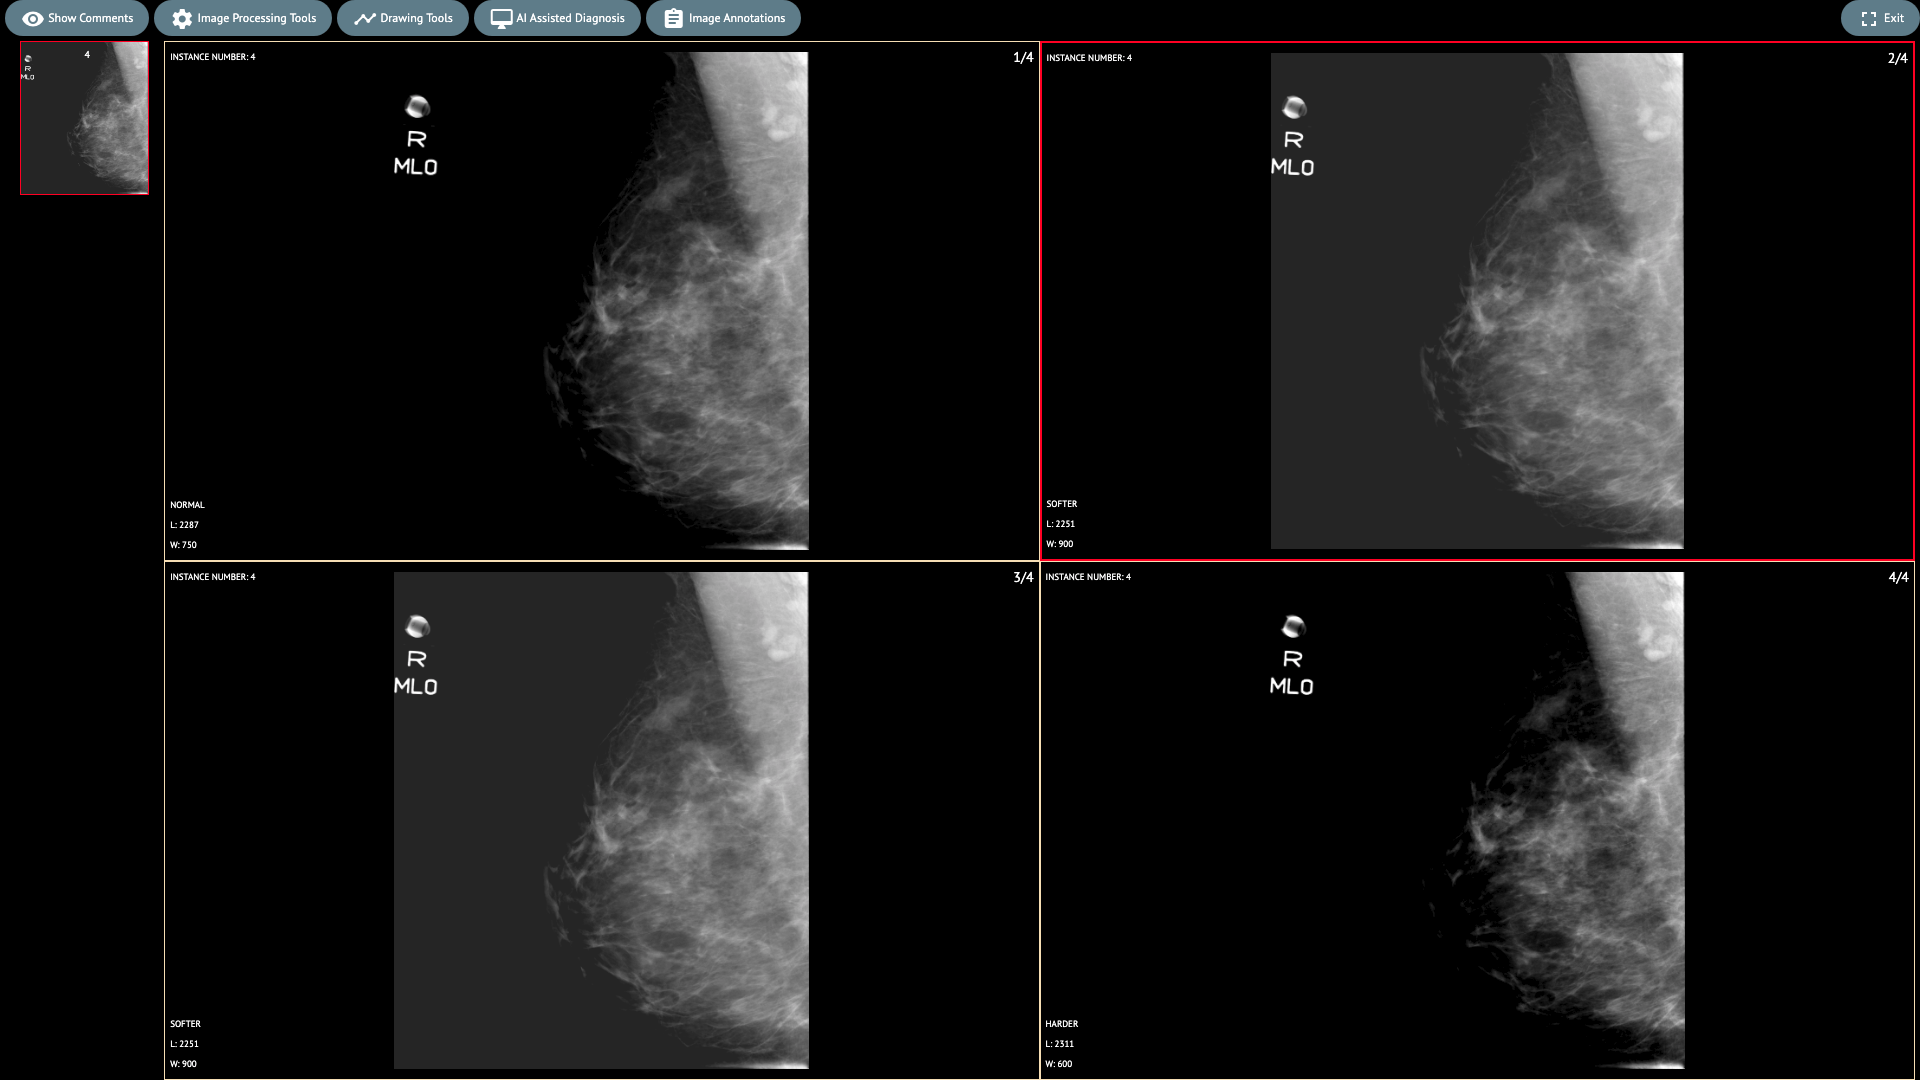 Show Comments
Image Processing Tools
Drawing Tools
AI Assisted Diagnosis
Image Annotations
Exit
4
R
MLO
INSTANCE NUMBER: 4
1/4
R
MLO
NORMAL
L: 2287
W: 750
INSTANCE NUMBER: 4
2/4
R
MLO
SOFTER
L: 2251
W: 900
INSTANCE NUMBER: 4
3/4
R
MLO
SOFTER
L: 2251
W: 900
INSTANCE NUMBER: 4
4/4
R
MLO
HARDER
L: 2311
W: 600